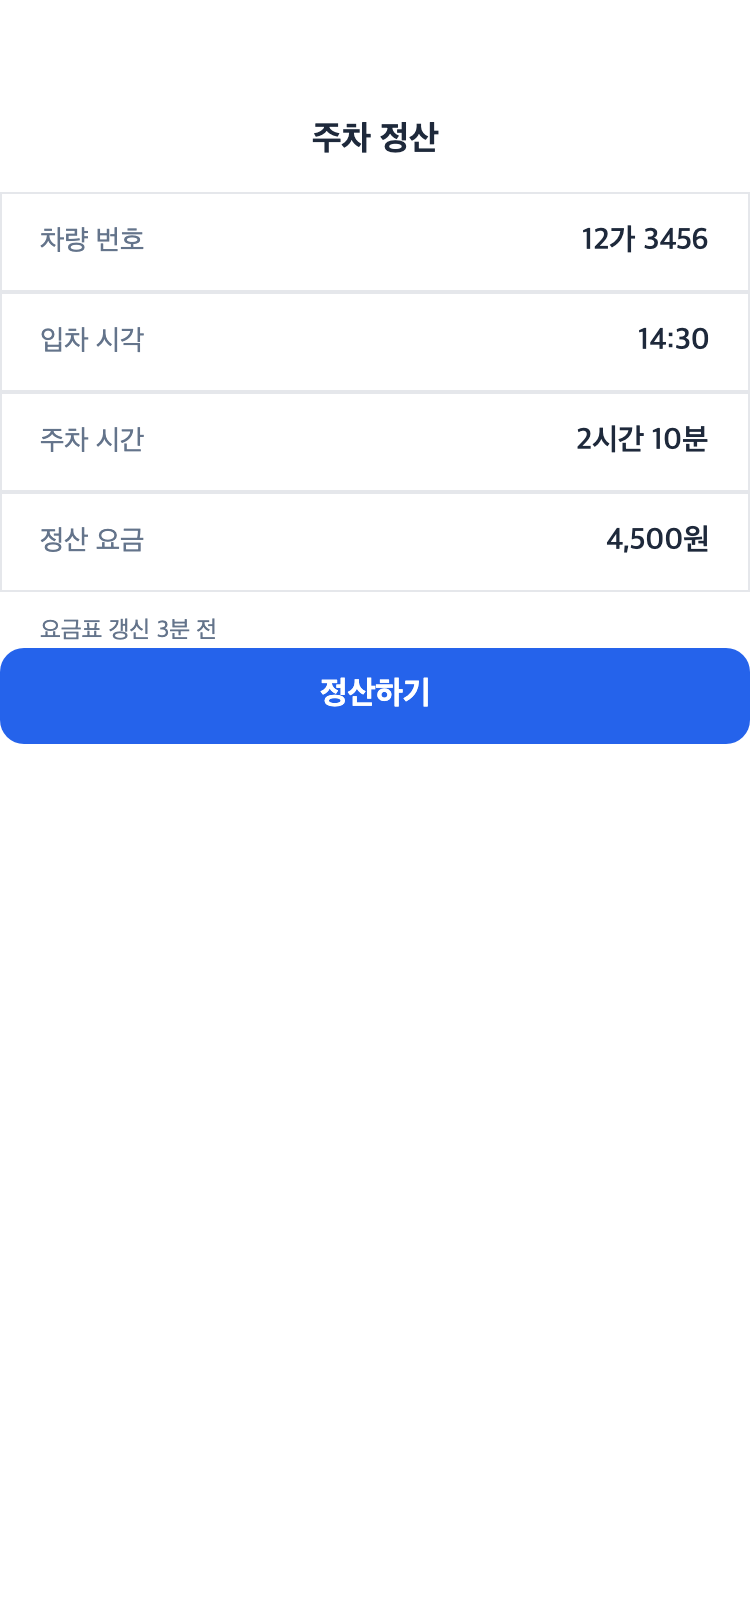 주차 정산
차량 번호 12가 3456
입차 시각 14:30
주차 시간 2시간 10분
정산 요금 4,500원
요금표 갱신 3분 전
정산하기